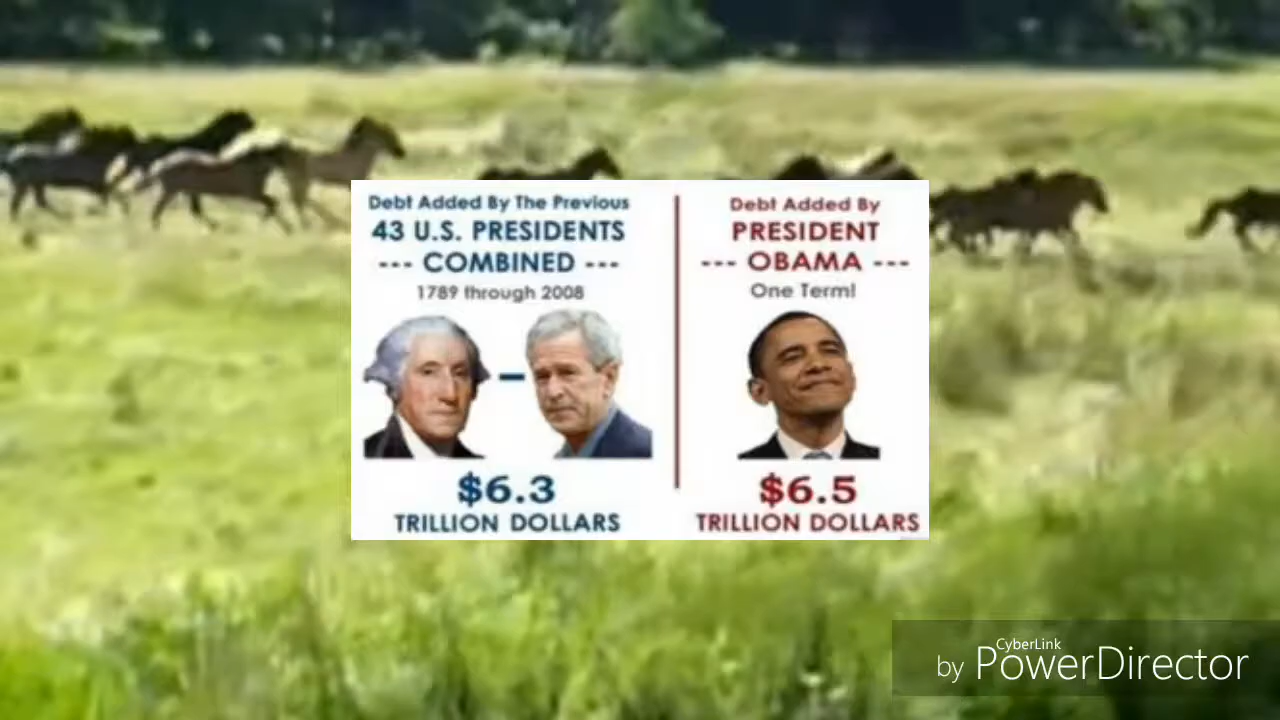 Debt Added By The Previous
43 U.S. PRESIDENTS
--- COMBINED ---
1789 through 2008
$6.3
TRILLION DOLLARS
Debt Added By
PRESIDENT
--- OBAMA ---
One Term!
$6.5
TRILLION DOLLARS
CyberLink
by PowerDirector